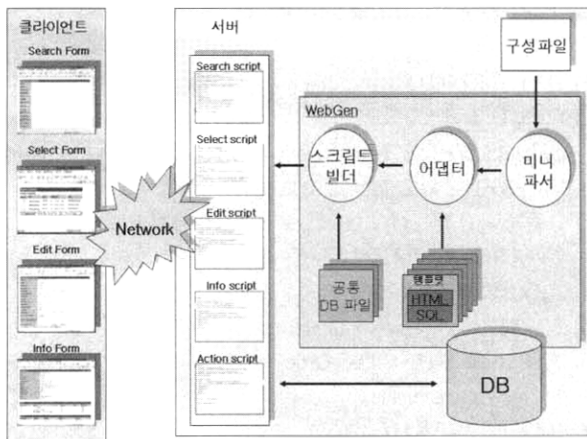 클라이언트
Search Form
Select Form
Edit Form
Info Form
Network
서버
Search script
Select script
Edit script
Info script
Action script
구성파일
WebGen
스크립트
빌더
어댑터
미니
파서
공통
DB 파일
템플릿
HTML
SQL
DB